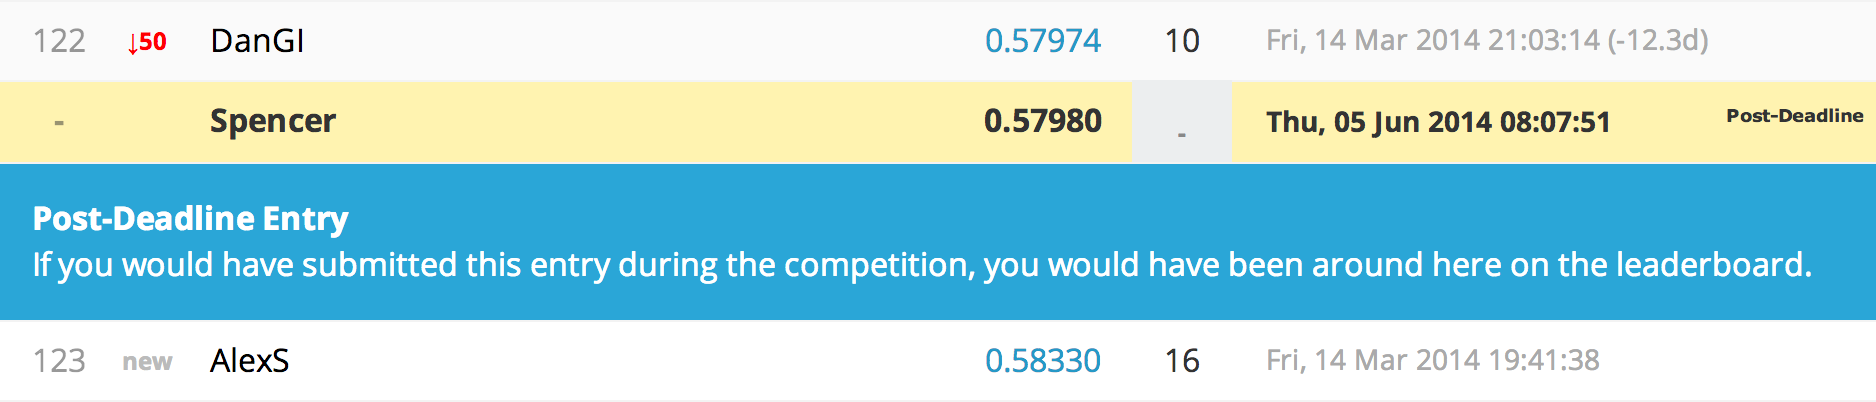 122 ↓50 DanGI 0.57974 10 Fri, 14 Mar 2014 21:03:14 (-12.3d)
- Spencer 0.57980 - Thu, 05 Jun 2014 08:07:51 Post-Deadline
Post-Deadline Entry
If you would have submitted this entry during the competition, you would have been around here on the leaderboard.
123 new AlexS 0.58330 16 Fri, 14 Mar 2014 19:41:38